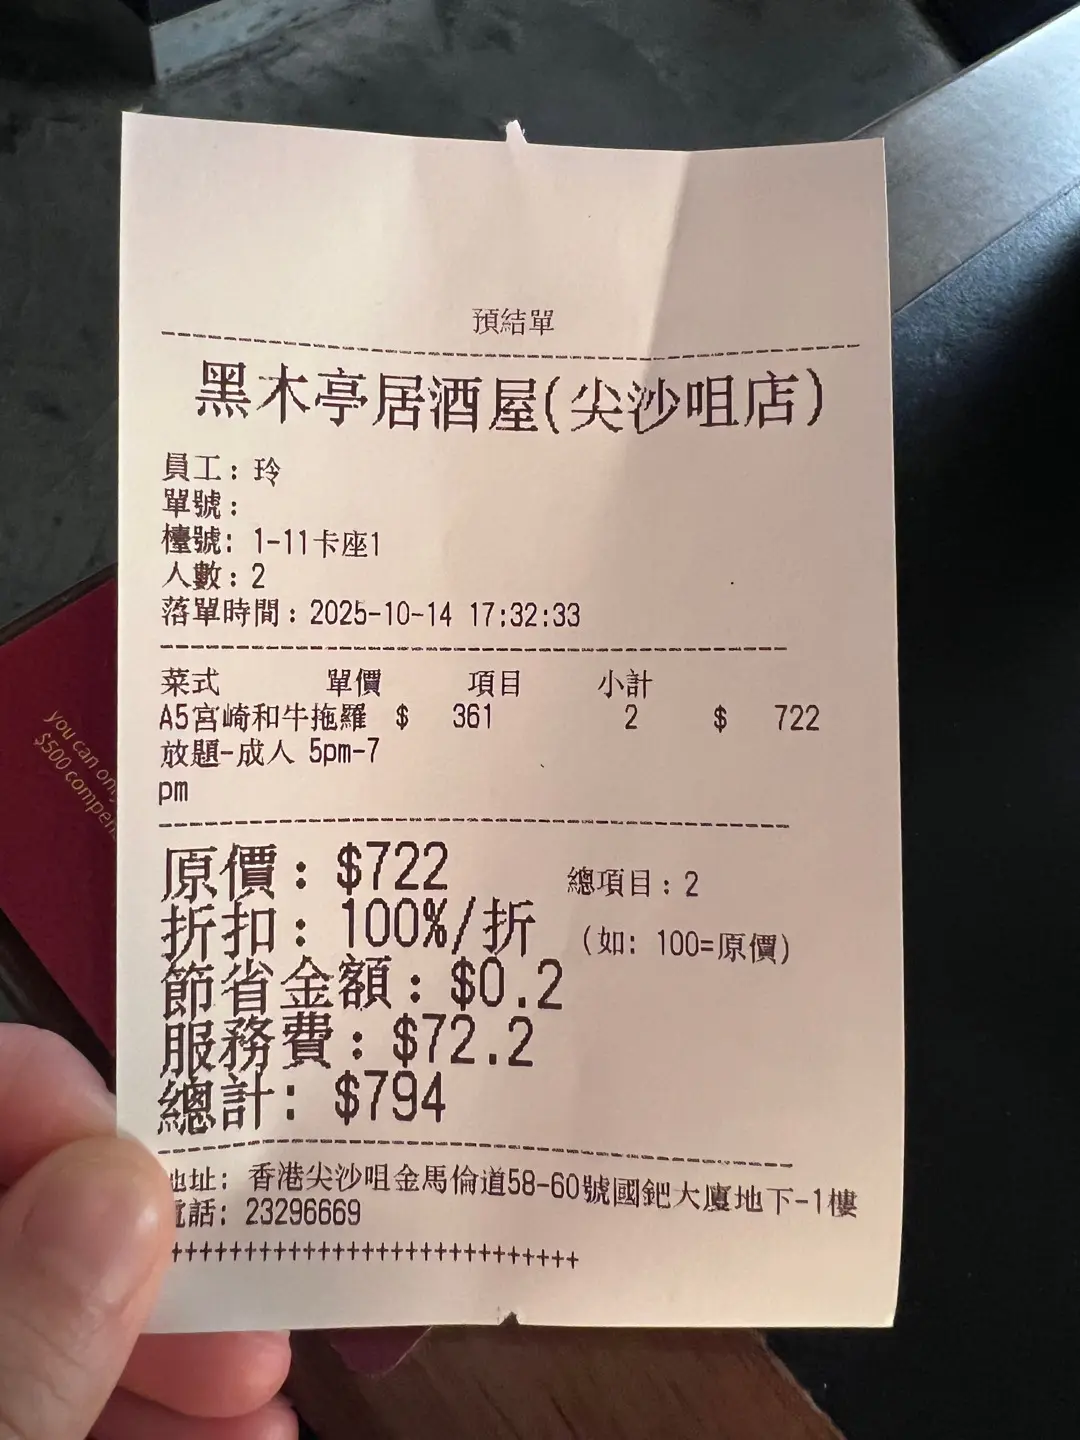 預結單
黑木亭居酒屋(尖沙咀店)
員工: 玲
單號:
檯號: 1-11卡座1
人數: 2
落單時間: 2025-10-14 17:32:33
菜式 單價 項目 小計
A5宮崎和牛拖羅 $ 361 2 $ 722
放題-成人 5pm-7
pm
原價: $722 總項目: 2
折扣: 100%/折 (如: 100=原價)
節省金額: $0.2
服務費: $72.2
總計: $794
地址: 香港尖沙咀金馬倫道58-60號國鈀大廈地下-1樓
電話: 23296669
++++++++++++++++++++++++++++
you can on
$500 compen